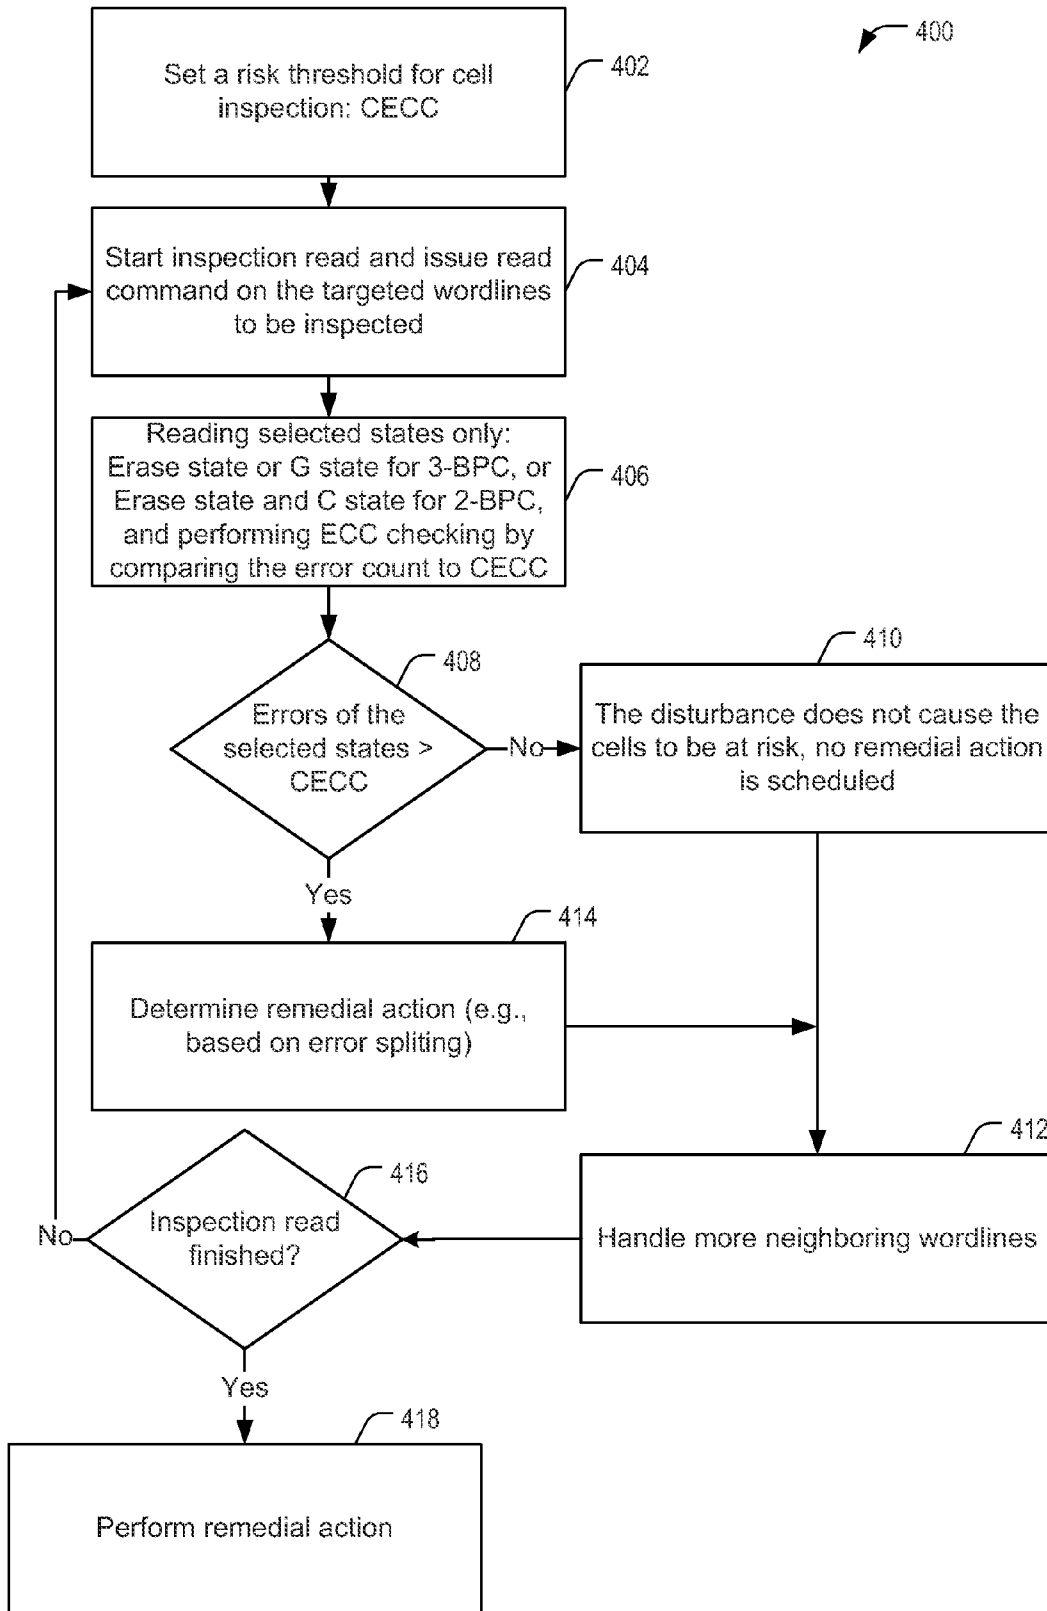 400
Set a risk threshold for cell
inspection: CECC
402
Start inspection read and issue read
command on the targeted wordlines
to be inspected
404
Reading selected states only:
Erase state or G state for 3-BPC, or
Erase state and C state for 2-BPC,
and performing ECC checking by
comparing the error count to CECC
406
Errors of the
selected states >
CECC
408
No
The disturbance does not cause the
cells to be at risk, no remedial action
is scheduled
410
Yes
Determine remedial action (e.g.,
based on error spliting)
414
Handle more neighboring wordlines
412
Inspection read
finished?
416
No
Yes
Perform remedial action
418